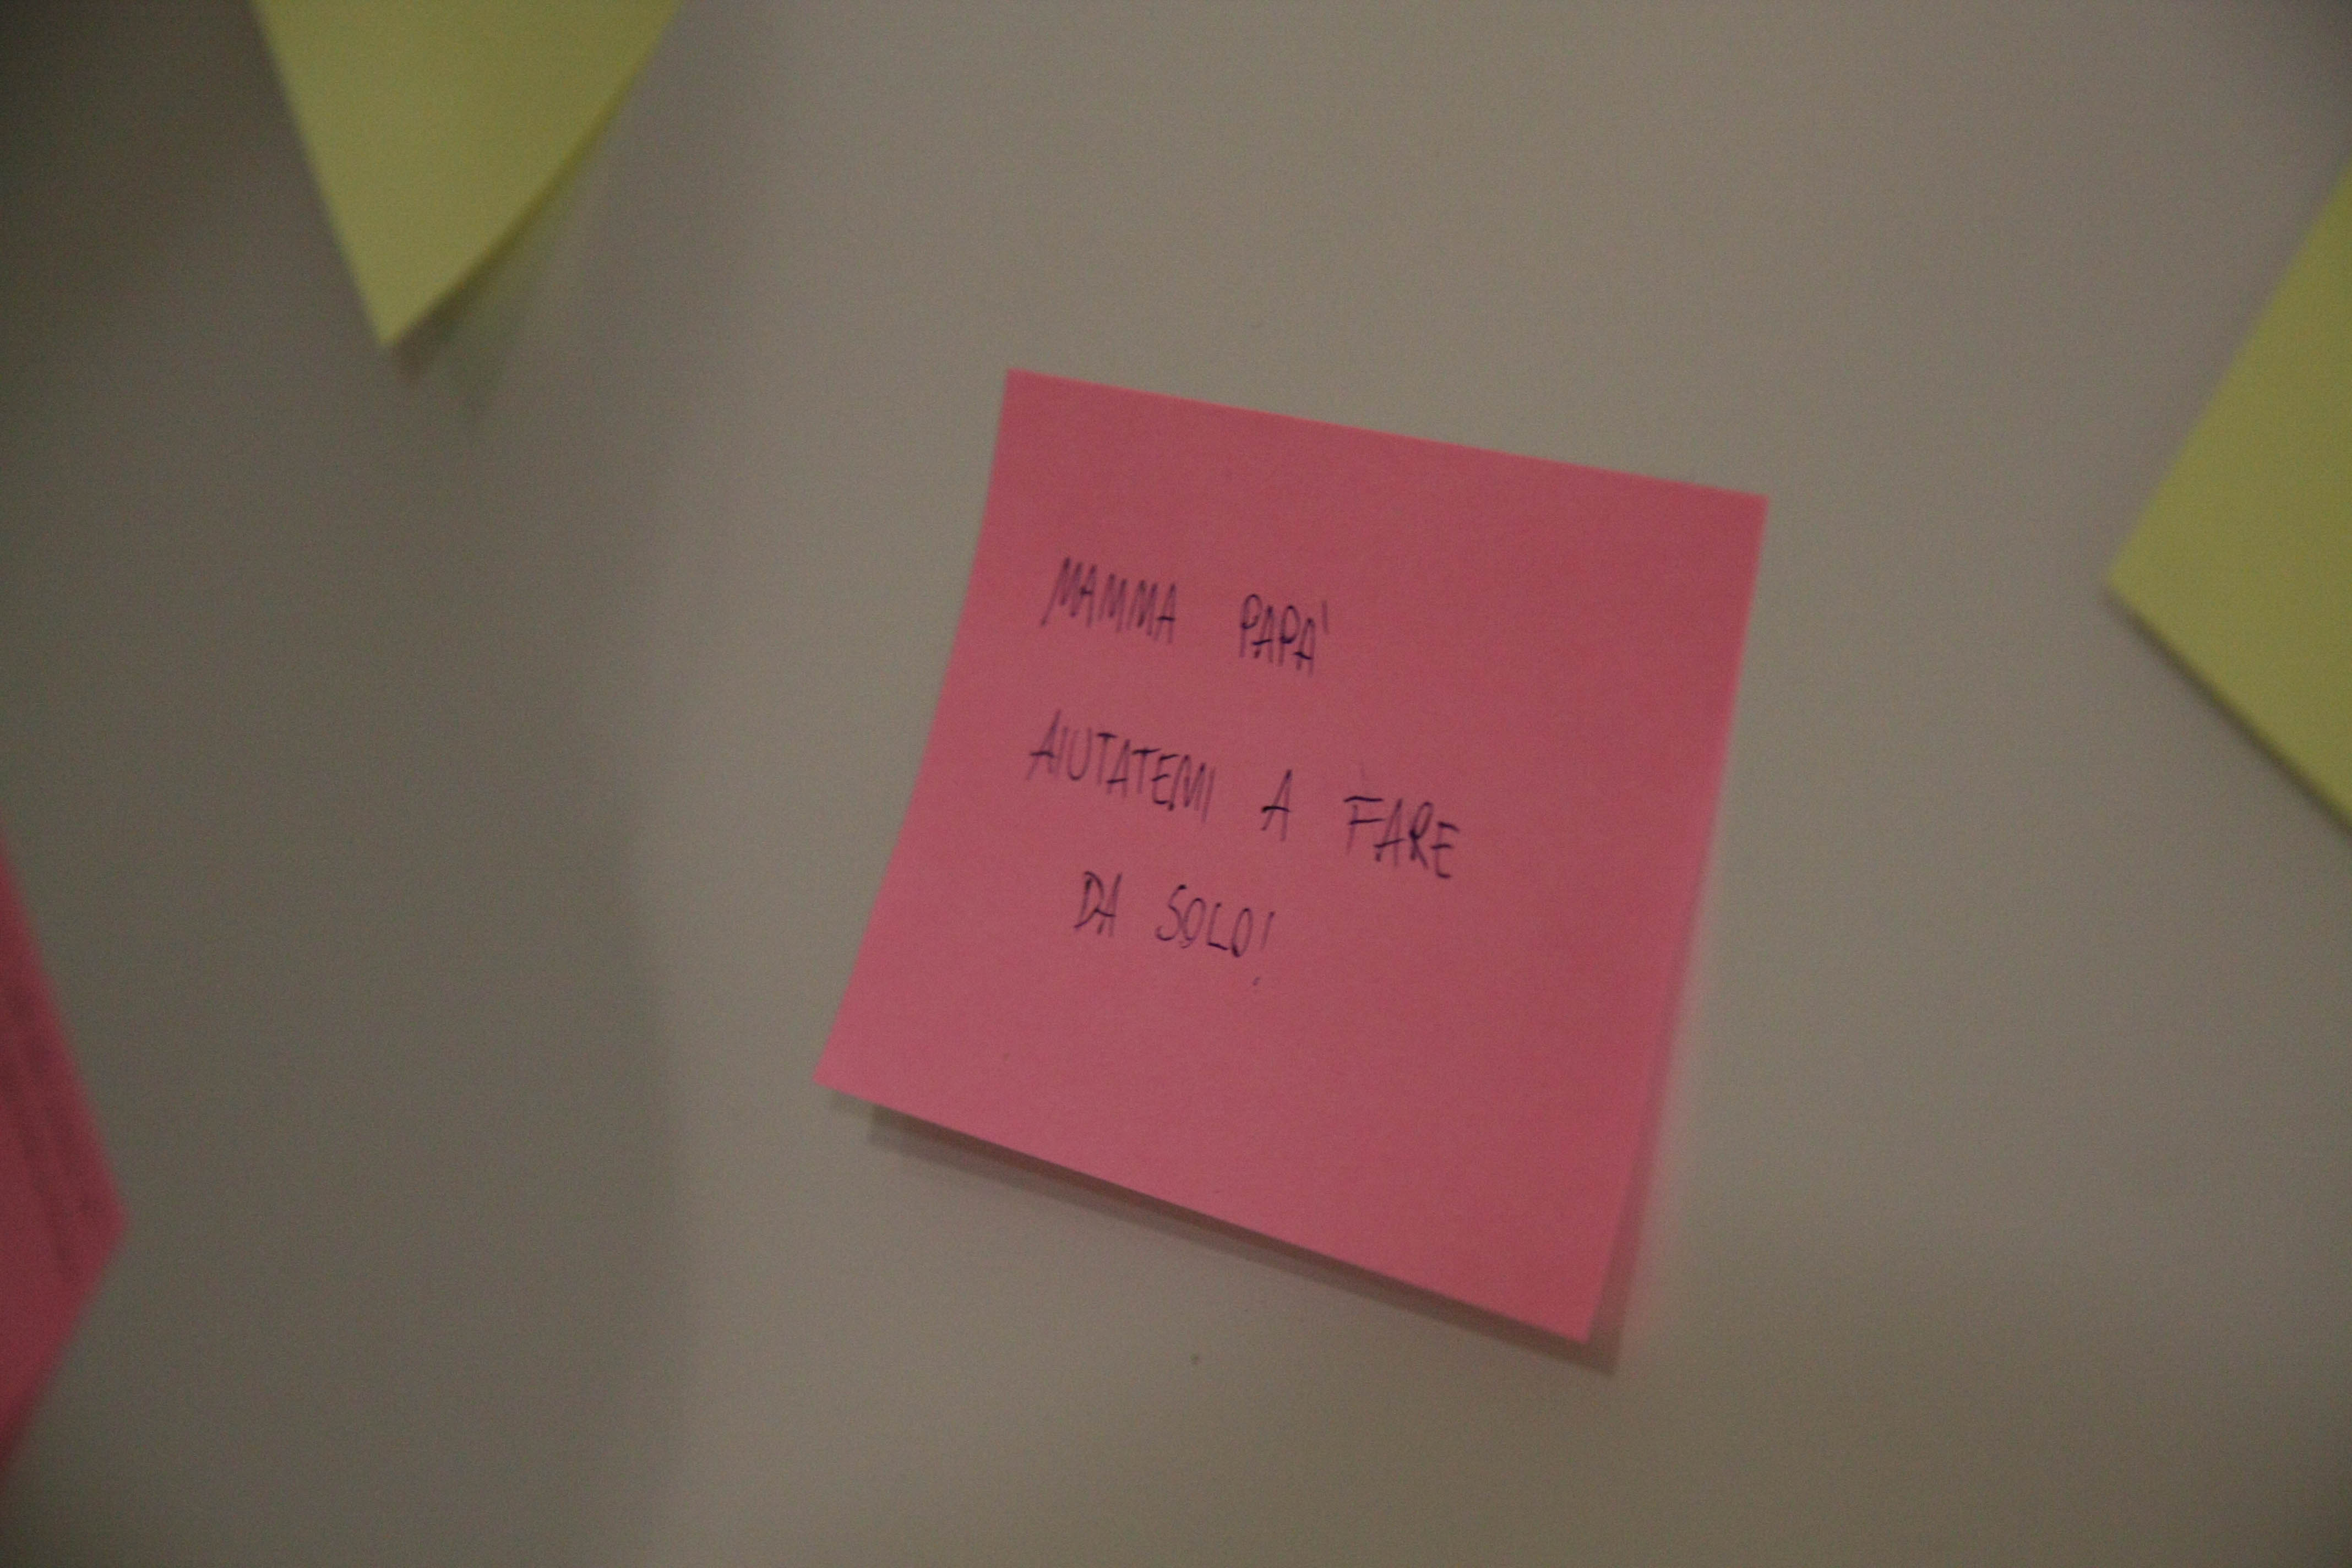 MAMMA PAPA'
AIUTATEMI A FARE
DA SOLO!